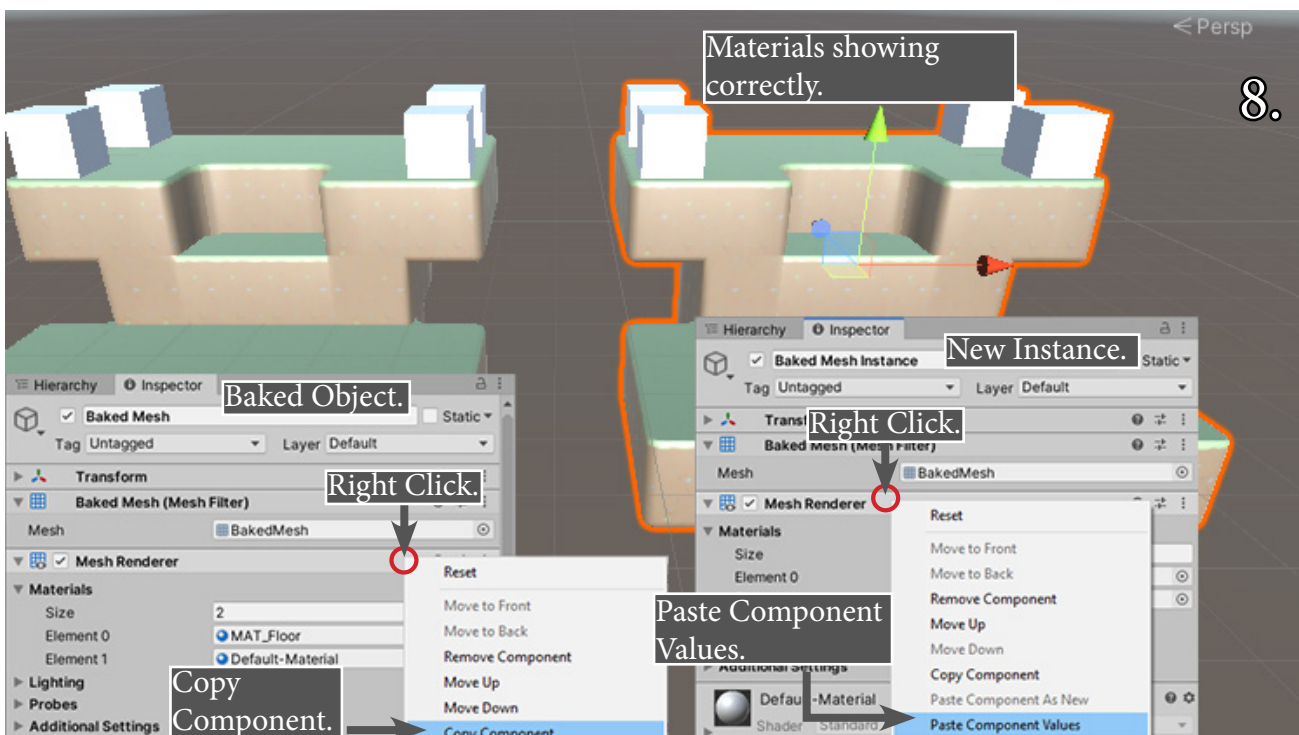 Persp
Materials showing
correctly.
8.
Hierarchy
Inspector
Baked Object.
Baked Mesh
Static
Tag Untagged
Layer Default
Transform
Right Click.
Baked Mesh (Mesh Filter)
Mesh
BakedMesh
Mesh Renderer
Materials
Size
2
Element 0
MAT_Floor
Element 1
Default-Material
Lighting
Probes
Additional Settings
Copy
Component.
Reset
Move to Front
Move to Back
Remove Component
Move Up
Move Down
Copy Component
Hierarchy
Inspector
New Instance.
Baked Mesh Instance
Static
Tag Untagged
Layer Default
Right Click.
Baked Mesh (Mesh Filter)
Mesh
BakedMesh
Mesh Renderer
Materials
Size
Element 0
Paste Component
Values.
Additional Settings
Default-Material
Shader
Standard
Reset
Move to Front
Move to Back
Remove Component
Move Up
Move Down
Copy Component
Paste Component As New
Paste Component Values